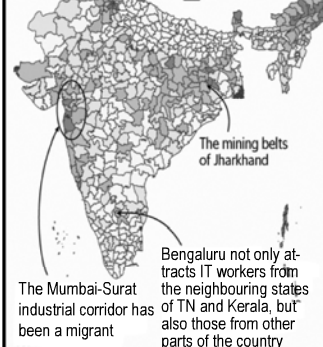 The mining belts
of Jharkhand
Bengaluru not only at-
tracts IT workers from
the neighbouring states
of TN and Kerala, but
also those from other
parts of the country
The Mumbai-Surat
industrial corridor has
been a migrant